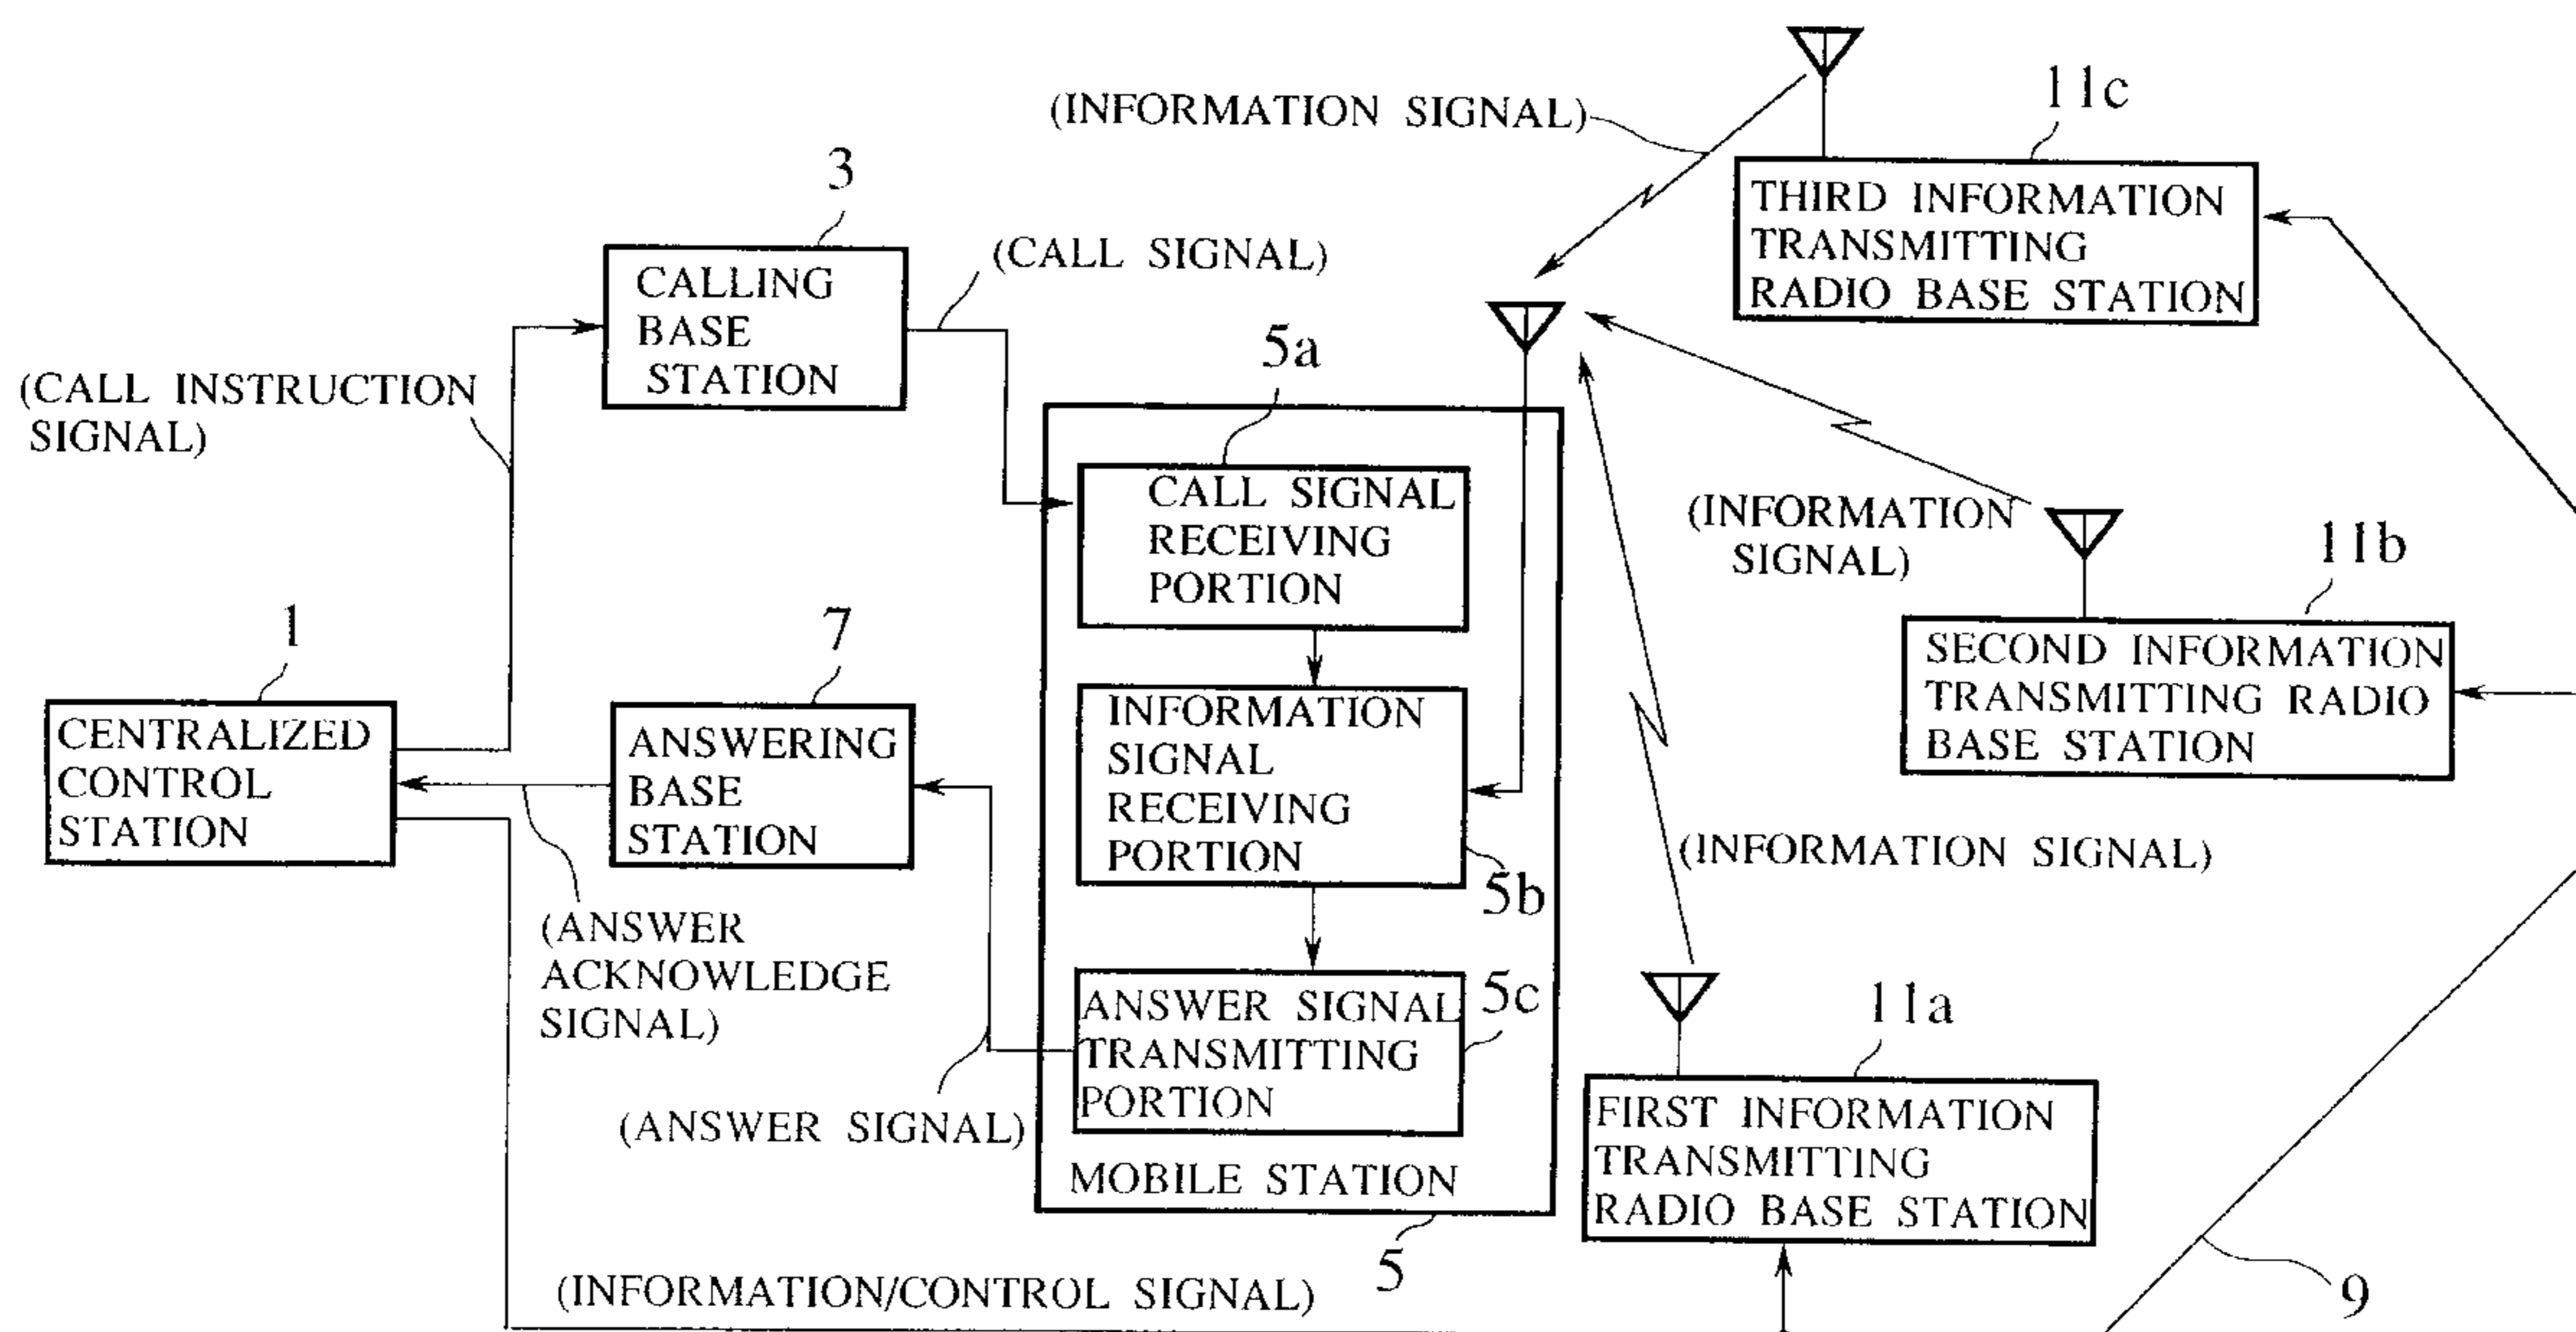 (INFORMATION SIGNAL)
11c
THIRD INFORMATION
TRANSMITTING
RADIO BASE STATION
3
CALLING
BASE
STATION
(CALL SIGNAL)
(CALL INSTRUCTION
SIGNAL)
5a
CALL SIGNAL
RECEIVING
PORTION
(INFORMATION
SIGNAL)
11b
SECOND INFORMATION
TRANSMITTING RADIO
BASE STATION
1
CENTRALIZED
CONTROL
STATION
7
ANSWERING
BASE
STATION
INFORMATION
SIGNAL
RECEIVING
PORTION
5b
(INFORMATION SIGNAL)
(ANSWER
ACKNOWLEDGE
SIGNAL)
ANSWER SIGNAL
TRANSMITTING
PORTION
5c
(ANSWER SIGNAL)
MOBILE STATION
5
11a
FIRST INFORMATION
TRANSMITTING
RADIO BASE STATION
(INFORMATION/CONTROL SIGNAL)
9